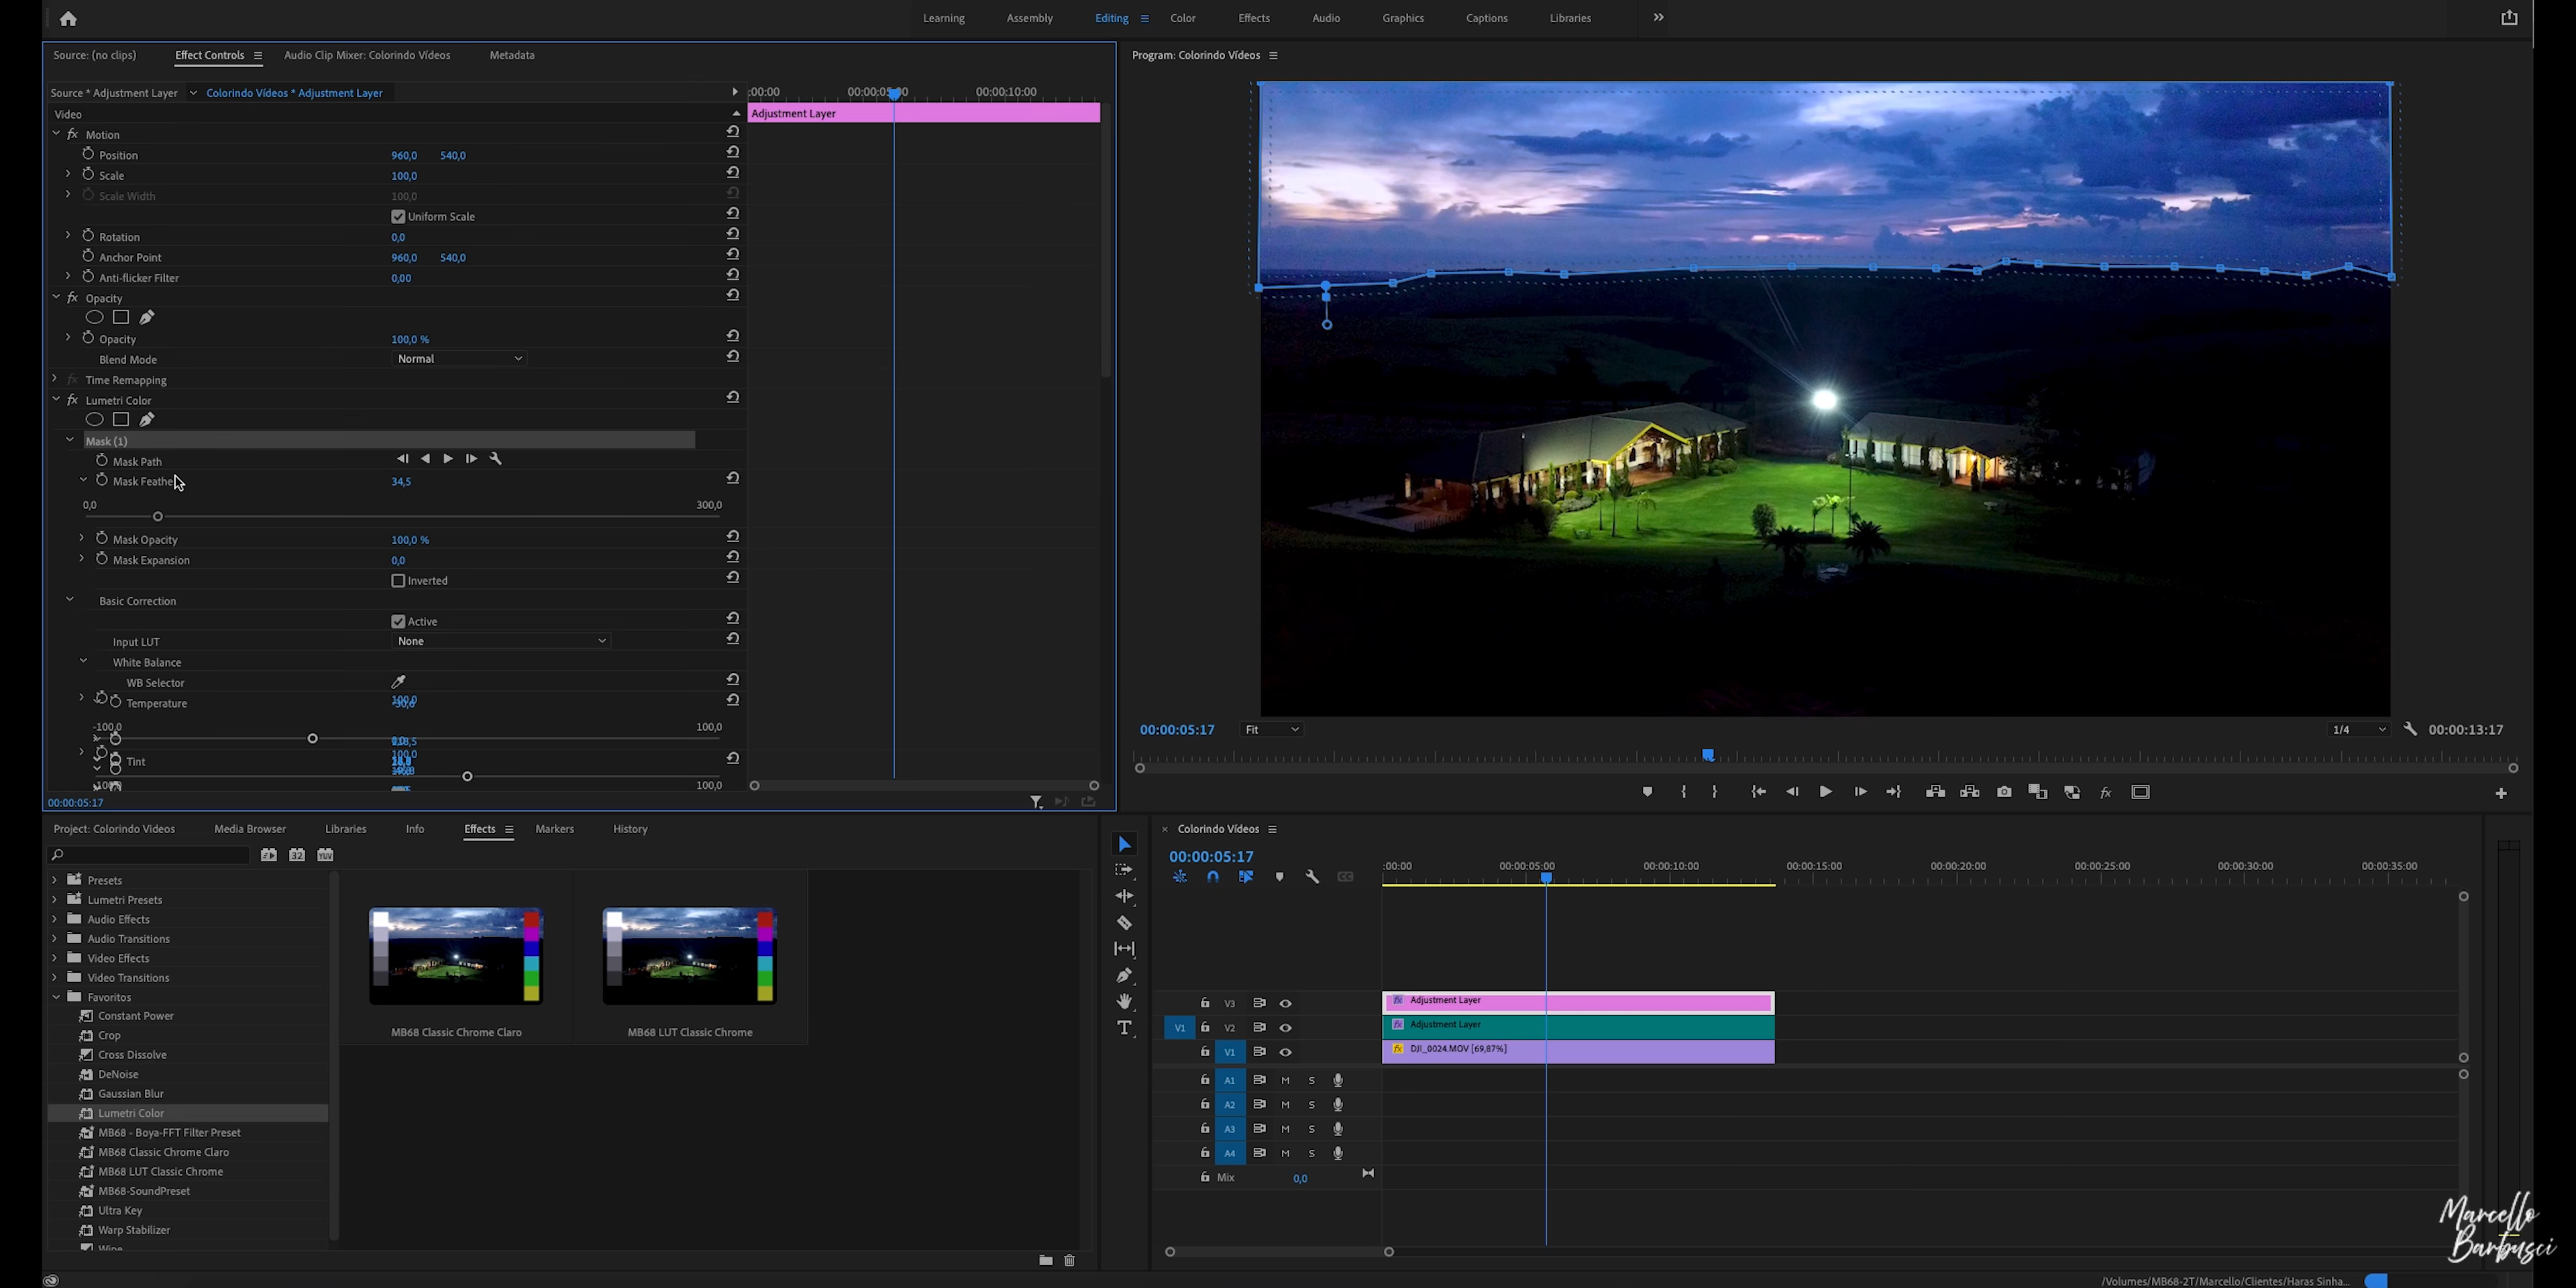 Learning Assembly Editing Color Effects Audio Graphics Captions Libraries
Source: (no clips) Effect Controls Audio Clip Mixer: Colorindo Vídeos Metadata
Program: Colorindo Vídeos
Source * Adjustment Layer Colorindo Vídeos * Adjustment Layer
:00:00 00:00:05:00 00:00:10:00
Video
Adjustment Layer
fx Motion
Position 960,0 540,0
Scale 100,0
Scale Width 100,0
Uniform Scale
Rotation 0,0
Anchor Point 960,0 540,0
Anti-flicker Filter 0,00
fx Opacity
Opacity 100,0 %
Blend Mode Normal
fx Time Remapping
fx Lumetri Color
Mask (1)
Mask Path
Mask Feather 34,5
0,0 300,0
Mask Opacity 100,0 %
Mask Expansion 0,0
Inverted
Basic Correction
Active
Input LUT None
White Balance
WB Selector
Temperature
-100,0 100,0
Tint
100,0
00:00:05:17
00:00:05:17 Fit 1/4 00:00:13:17
Project: Colorindo Vídeos Media Browser Libraries Info Effects Markers History
32 YUV
Presets
Lumetri Presets
Audio Effects
Audio Transitions
Video Effects
Video Transitions
Favoritos
Constant Power
Crop
Cross Dissolve
DeNoise
Gaussian Blur
Lumetri Color
MB68 - Boya-FFT Filter Preset
MB68 Classic Chrome Claro
MB68 LUT Classic Chrome
MB68-SoundPreset
Ultra Key
Warp Stabilizer
Wipe
MB68 Classic Chrome Claro MB68 LUT Classic Chrome
Colorindo Vídeos
00:00:05:17
:00:00 00:00:05:00 00:00:10:00 00:00:15:00 00:00:20:00 00:00:25:00 00:00:30:00 00:00:35:00
V3 fx Adjustment Layer
V1 V2 fx Adjustment Layer
V1 fx DJI_0024.MOV [69,87%]
A1 M S
A2 M S
A3 M S
A4 M S
Mix 0,0
Marcello
Barbusci
/Volumes/MB68-2T/Marcello/Clientes/Haras Sinha...